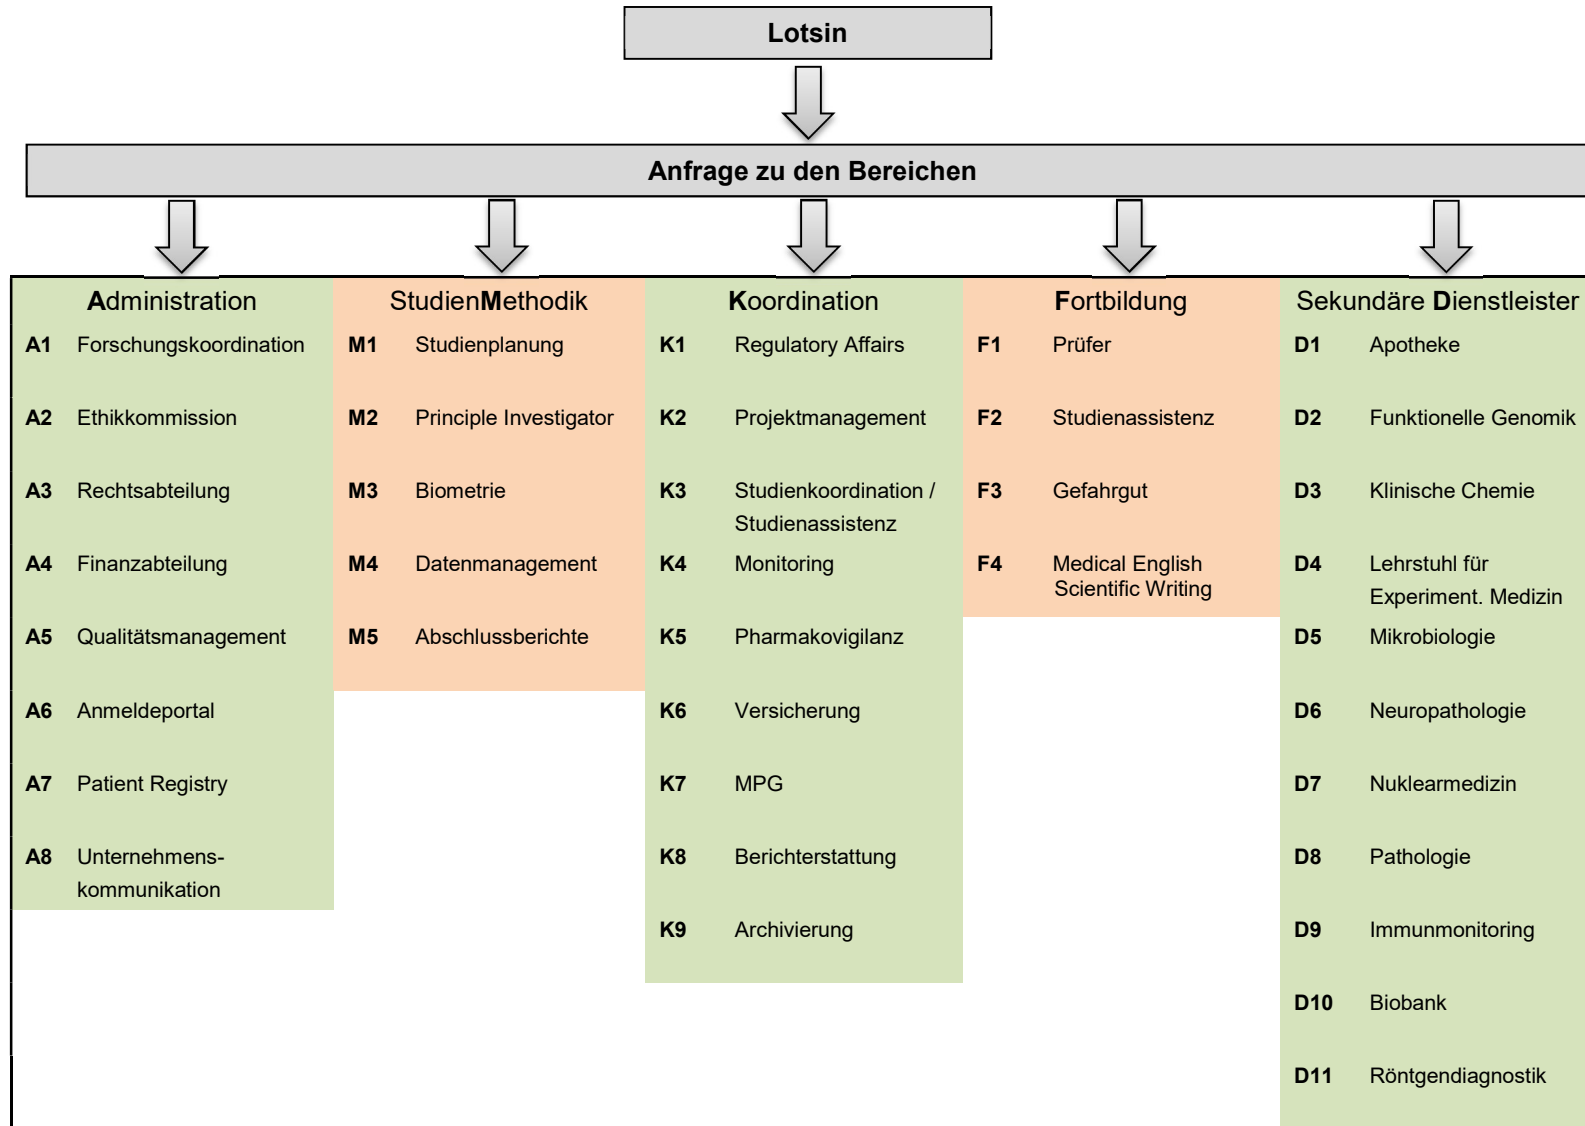 Lotsin
Anfrage zu den Bereichen
Administration
A1 Forschungskoordination
A2 Ethikkommission
A3 Rechtsabteilung
A4 Finanzabteilung
A5 Qualitätsmanagement
A6 Anmeldeportal
A7 Patient Registry
A8 Unternehmens-
kommunikation
StudienMethodik
M1 Studienplanung
M2 Principle Investigator
M3 Biometrie
M4 Datenmanagement
M5 Abschlussberichte
Koordination
K1 Regulatory Affairs
K2 Projektmanagement
K3 Studienkoordination /
Studienassistenz
K4 Monitoring
K5 Pharmakovigilanz
K6 Versicherung
K7 MPG
K8 Berichterstattung
K9 Archivierung
Fortbildung
F1 Prüfer
F2 Studienassistenz
F3 Gefahrgut
F4 Medical English
Scientific Writing
Sekundäre Dienstleister
D1 Apotheke
D2 Funktionelle Genomik
D3 Klinische Chemie
D4 Lehrstuhl für
Experiment. Medizin
D5 Mikrobiologie
D6 Neuropathologie
D7 Nuklearmedizin
D8 Pathologie
D9 Immunmonitoring
D10 Biobank
D11 Röntgendiagnostik